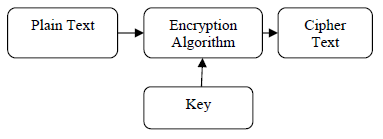 Plain Text
Encryption
Algorithm
Cipher
Text
Key